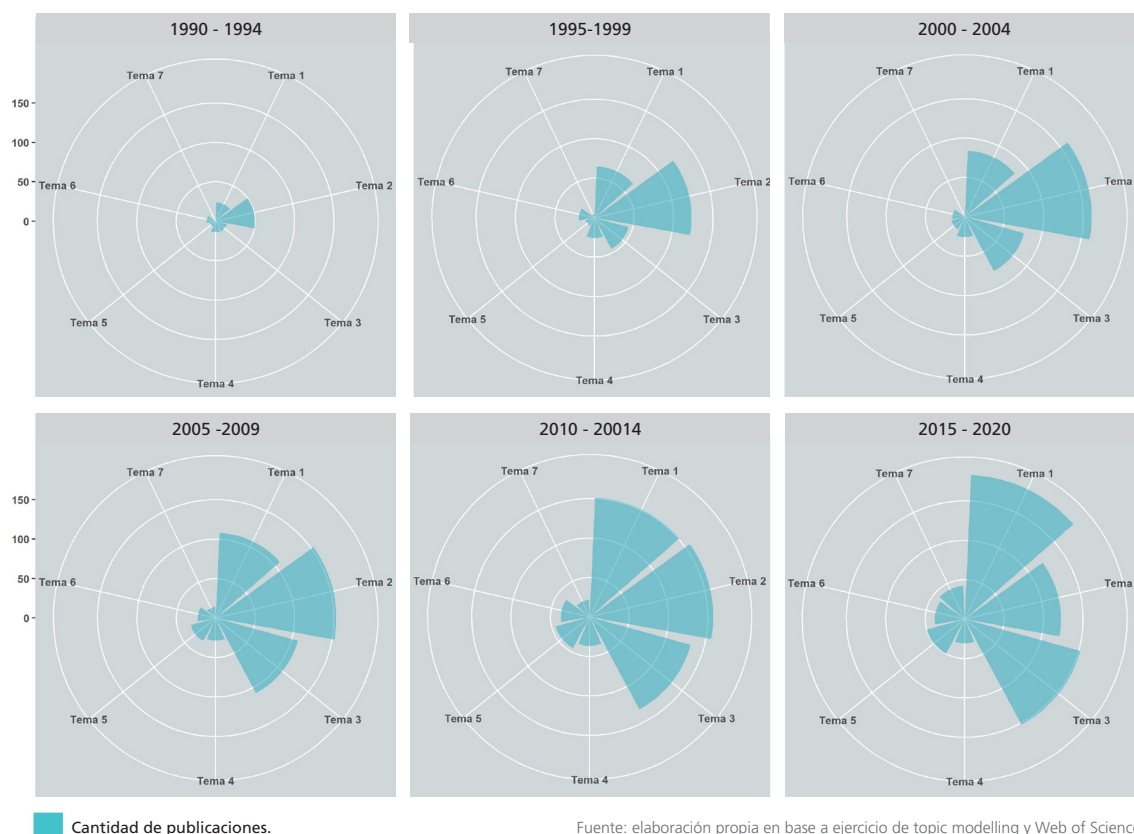 1990 - 1994
1995-1999
2000 - 2004
Tema 7
Tema 1
150
100
50
0
Tema 6
Tema 2
Tema 5
Tema 3
Tema 4
Tema 7
Tema 1
Tema 6
Tema 2
Tema 5
Tema 3
Tema 4
Tema 7
Tema 1
Tema 6
Tema
Tema 5
Tema 3
Tema 4
2005 -2009
2010 - 20014
2015 - 2020
Tema 7
Tema 1
150
100
50
0
Tema 6
Tema 2
Tema 5
Tema 3
Tema 4
Tema 7
Tema 1
Tema 6
Tema 2
Tema 5
Tema 3
Tema 4
Tema 7
Tema 1
Tema 6
Tema
Tema 5
Tema 3
Tema 4
Cantidad de publicaciones.
Fuente: elaboración propia en base a ejercicio de topic modelling y Web of Science